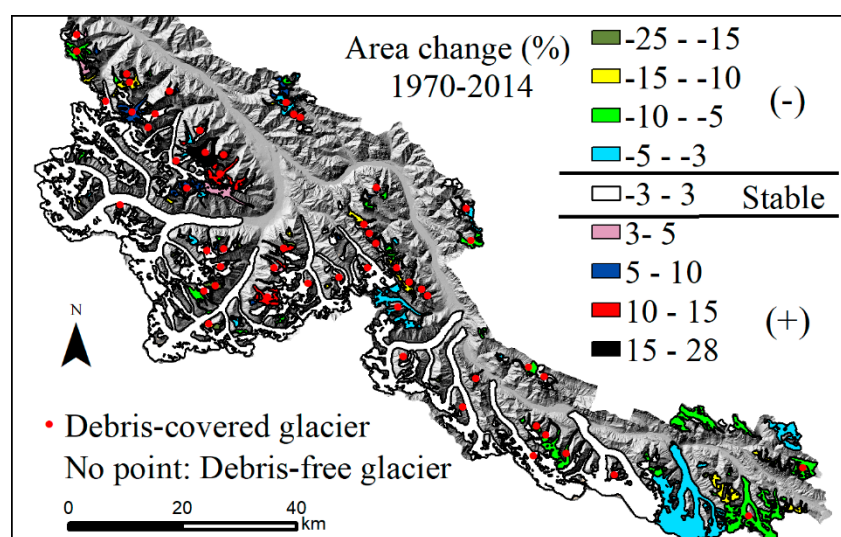 Area change (%)
1970-2014
-25 - -15
-15 - -10
-10 - -5
-5 - -3
(-)
-3 - 3 Stable
3- 5
5 - 10
10 - 15
15 - 28
(+)
N
Debris-covered glacier
No point: Debris-free glacier
0 20 40
km